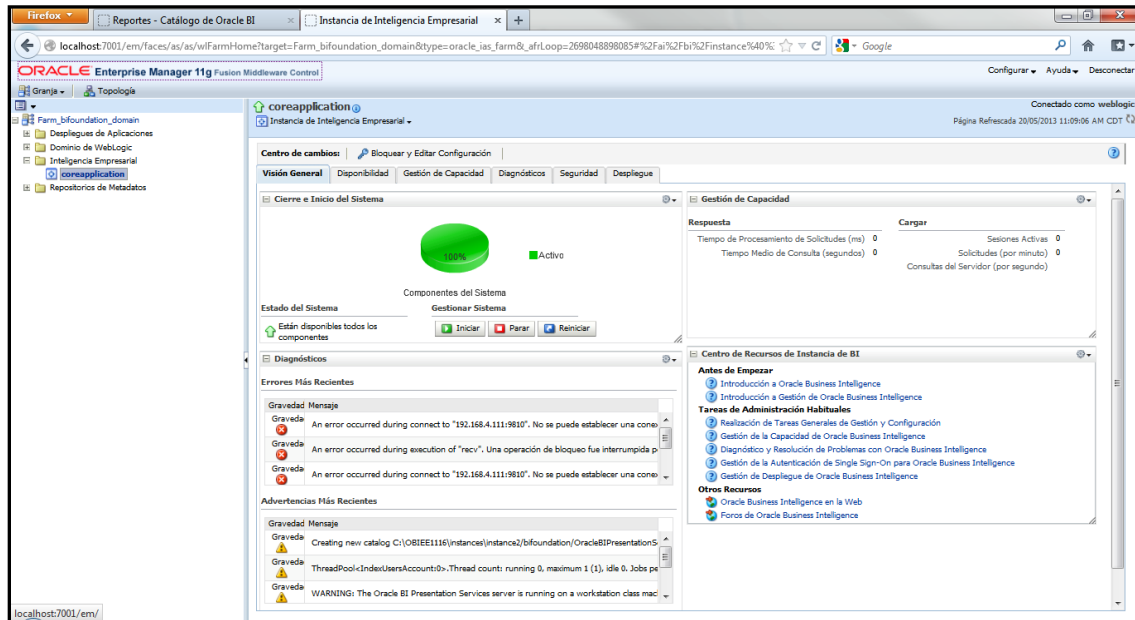 Firefox
Reportes - Catálogo de Oracle BI
Instancia de Inteligencia Empresarial
localhost:7001/em/faces/as/as/wlFarmHome?target=Farm_bifoundation_domain&type=oracle_ias_farm&_afrLoop=2698048898085#%2Fai%2Fbi%2Finstance%40%
Google
ORACLE Enterprise Manager 11g Fusion Middleware Control
Configurar Ayuda Desconectar
Granja Topología
Farm_bifoundation_domain
Despliegues de Aplicaciones
Dominio de WebLogic
Inteligencia Empresarial
coreapplication
Repositorios de Metadatos
coreapplication
Instancia de Inteligencia Empresarial
Conectado como weblogic
Página Refrescada 20/05/2013 11:09:06 AM CDT
Centro de cambios: Bloquear y Editar Configuración
Visión General Disponibilidad Gestión de Capacidad Diagnósticos Seguridad Despliegue
Cierre e Inicio del Sistema
100%
Activo
Componentes del Sistema
Estado del Sistema
Están disponibles todos los
componentes
Gestionar Sistema
Iniciar Parar Reiniciar
Diagnósticos
Errores Más Recientes
Gravedad Mensaje
Graveda An error occurred during connect to "192.168.4.111:9810". No se puede establecer una conex
Graveda An error occurred during execution of "recv". Una operación de bloqueo fue interrumpida p
Graveda An error occurred during connect to "192.168.4.111:9810". No se puede establecer una conex
Advertencias Más Recientes
Gravedad Mensaje
Graveda Creating new catalog C:\OBIEE1116\instances\instance2/bifoundation/OracleBIPresentationS
Graveda ThreadPool<IndexUsersAccount:0>.Thread count: running 0, maximum 1 (1), idle 0. Jobs pe
Graveda WARNING: The Oracle BI Presentation Services server is running on a workstation class mac
Gestión de Capacidad
Respuesta
Tiempo de Procesamiento de Solicitudes (ms) 0
Tiempo Medio de Consulta (segundos) 0
Cargar
Sesiones Activas 0
Solicitudes (por minuto) 0
Consultas del Servidor (por segundo)
Centro de Recursos de Instancia de BI
Antes de Empezar
Introducción a Oracle Business Intelligence
Introducción a Gestión de Oracle Business Intelligence
Tareas de Administración Habituales
Realización de Tareas Generales de Gestión y Configuración
Gestión de la Capacidad de Oracle Business Intelligence
Diagnóstico y Resolución de Problemas con Oracle Business Intelligence
Gestión de la Autenticación de Single Sign-On para Oracle Business Intelligence
Gestión de Despliegue de Oracle Business Intelligence
Otros Recursos
Oracle Business Intelligence en la Web
Foros de Oracle Business Intelligence
localhost:7001/em/